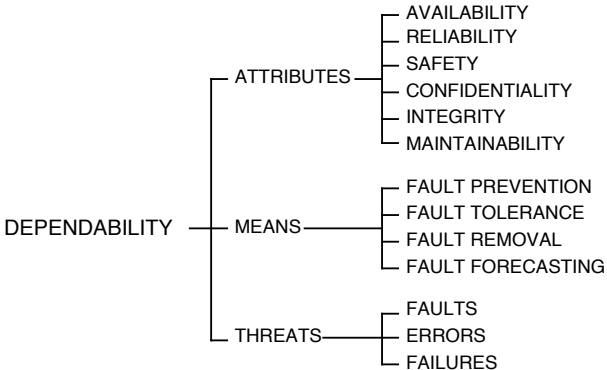 DEPENDABILITY
ATTRIBUTES
AVAILABILITY
RELIABILITY
SAFETY
CONFIDENTIALITY
INTEGRITY
MAINTAINABILITY
MEANS
FAULT PREVENTION
FAULT TOLERANCE
FAULT REMOVAL
FAULT FORECASTING
THREATS
FAULTS
ERRORS
FAILURES